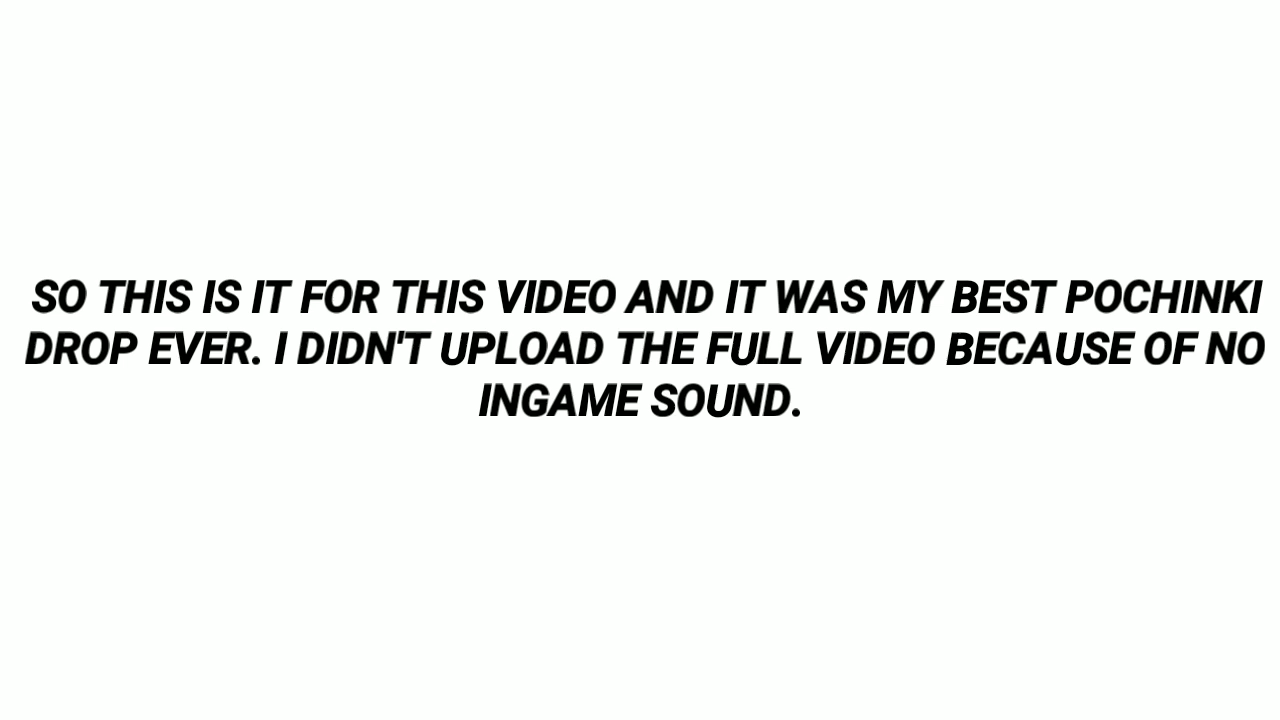 SO THIS IS IT FOR THIS VIDEO AND IT WAS MY BEST POCHINKI
DROP EVER. I DIDN'T UPLOAD THE FULL VIDEO BECAUSE OF NO
INGAME SOUND.